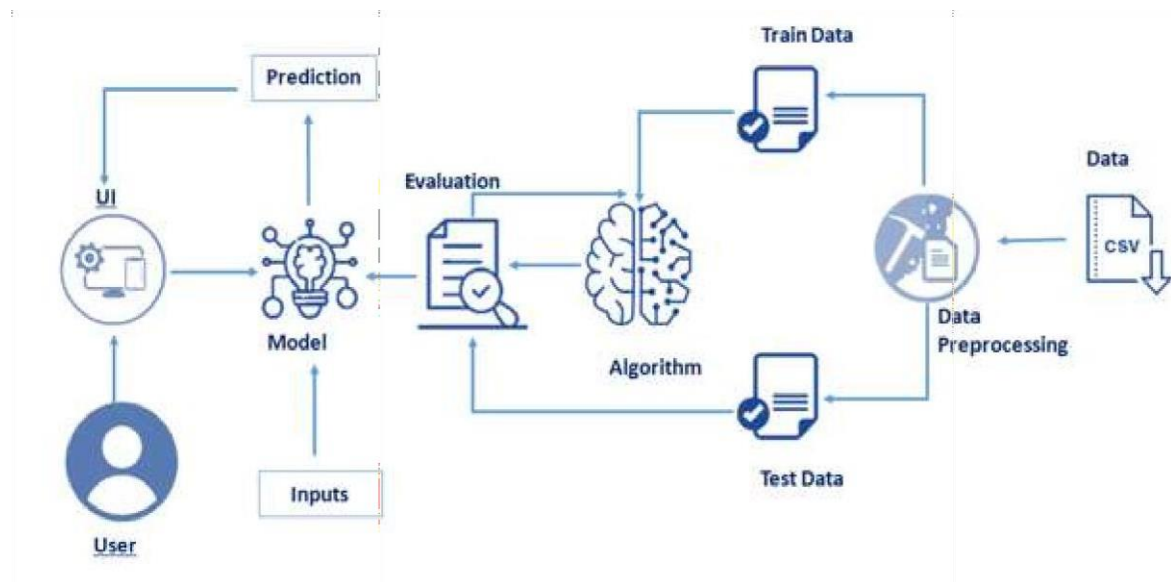 Train Data
Prediction
Data
Evaluation
UI
CSV
Data
Preprocessing
Model
Algorithm
Test Data
Inputs
User